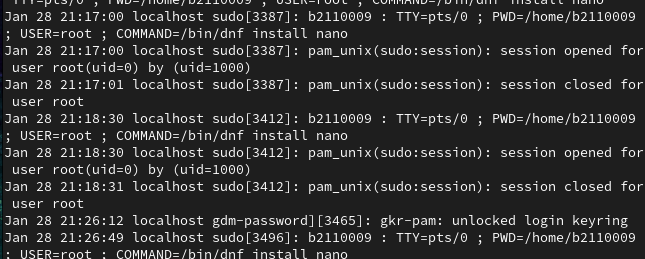 TTY=pts/0 ; PWD=/home/b2110009 ; USER=root ; COMMAND=/bin/dnf install nano
Jan 28 21:17:00 localhost sudo[3387]: b2110009 : TTY=pts/0 ; PWD=/home/b2110009
; USER=root ; COMMAND=/bin/dnf install nano
Jan 28 21:17:00 localhost sudo[3387]: pam_unix(sudo:session): session opened for
 user root(uid=0) by (uid=1000)
Jan 28 21:17:01 localhost sudo[3387]: pam_unix(sudo:session): session closed for
 user root
Jan 28 21:18:30 localhost sudo[3412]: b2110009 : TTY=pts/0 ; PWD=/home/b2110009
; USER=root ; COMMAND=/bin/dnf install nano
Jan 28 21:18:30 localhost sudo[3412]: pam_unix(sudo:session): session opened for
 user root(uid=0) by (uid=1000)
Jan 28 21:18:31 localhost sudo[3412]: pam_unix(sudo:session): session closed for
 user root
Jan 28 21:26:12 localhost gdm-password][3465]: gkr-pam: unlocked login keyring
Jan 28 21:26:49 localhost sudo[3496]: b2110009 : TTY=pts/0 ; PWD=/home/b2110009
; USER=root ; COMMAND=/bin/dnf install nano